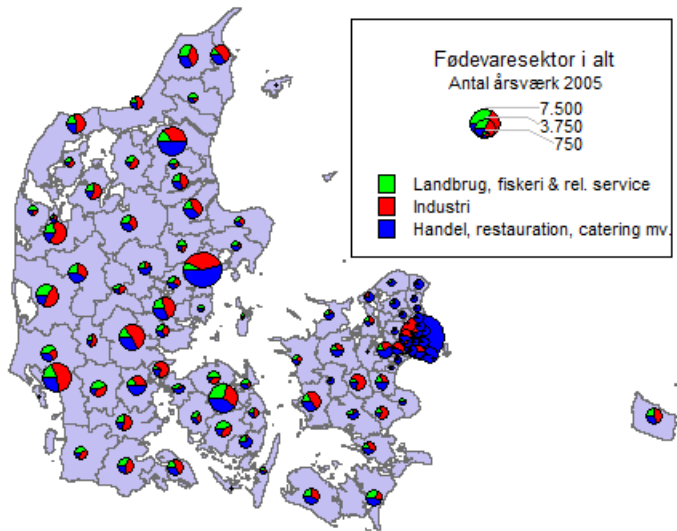 Fødevaresektor i alt
Antal årsværk 2005
7.500
3.750
750
Landbrug, fiskeri & rel. service
Industri
Handel, restauration, catering mv.